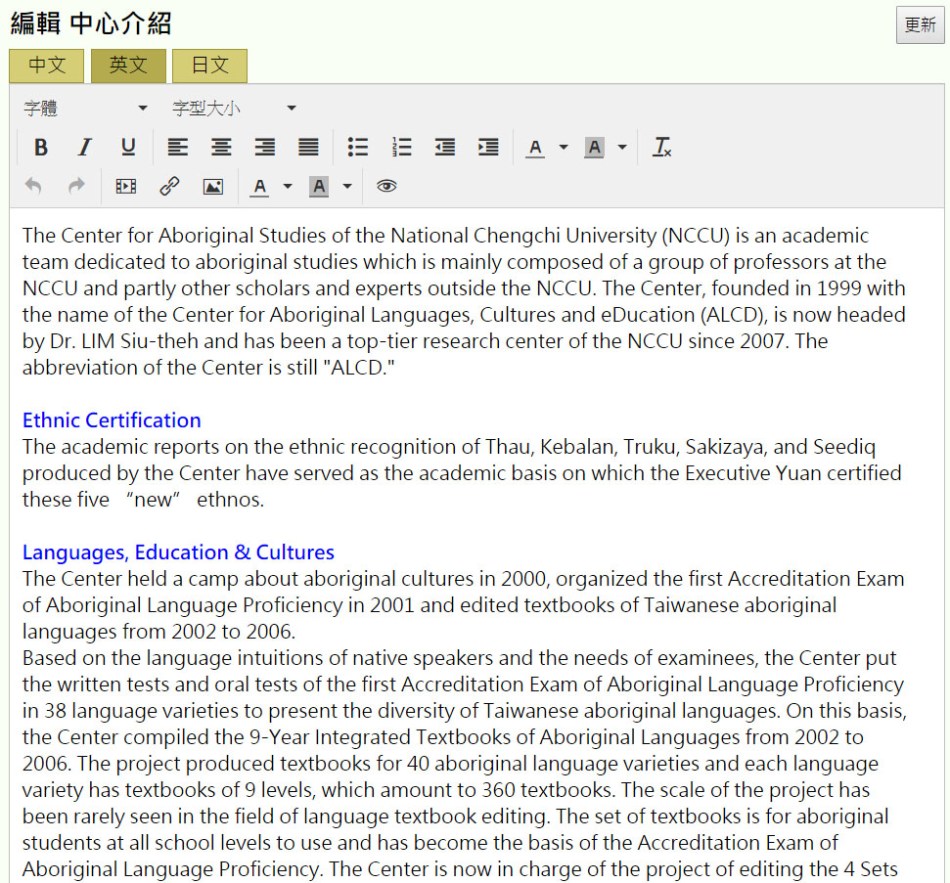 編輯 中心介紹
更新
中文 英文 日文
字體 字型大小
B I U A A Tx
A A
The Center for Aboriginal Studies of the National Chengchi University (NCCU) is an academic
team dedicated to aboriginal studies which is mainly composed of a group of professors at the
NCCU and partly other scholars and experts outside the NCCU. The Center, founded in 1999 with
the name of the Center for Aboriginal Languages, Cultures and eDucation (ALCD), is now headed
by Dr. LIM Siu-theh and has been a top-tier research center of the NCCU since 2007. The
abbreviation of the Center is still "ALCD."
Ethnic Certification
The academic reports on the ethnic recognition of Thau, Kebalan, Truku, Sakizaya, and Seediq
produced by the Center have served as the academic basis on which the Executive Yuan certified
these five “new” ethnos.
Languages, Education & Cultures
The Center held a camp about aboriginal cultures in 2000, organized the first Accreditation Exam
of Aboriginal Language Proficiency in 2001 and edited textbooks of Taiwanese aboriginal
languages from 2002 to 2006.
Based on the language intuitions of native speakers and the needs of examinees, the Center put
the written tests and oral tests of the first Accreditation Exam of Aboriginal Language Proficiency
in 38 language varieties to present the diversity of Taiwanese aboriginal languages. On this basis,
the Center compiled the 9-Year Integrated Textbooks of Aboriginal Languages from 2002 to
2006. The project produced textbooks for 40 aboriginal language varieties and each language
variety has textbooks of 9 levels, which amount to 360 textbooks. The scale of the project has
been rarely seen in the field of language textbook editing. The set of textbooks is for aboriginal
students at all school levels to use and has become the basis of the Accreditation Exam of
Aboriginal Language Proficiency. The Center is now in charge of the project of editing the 4 Sets